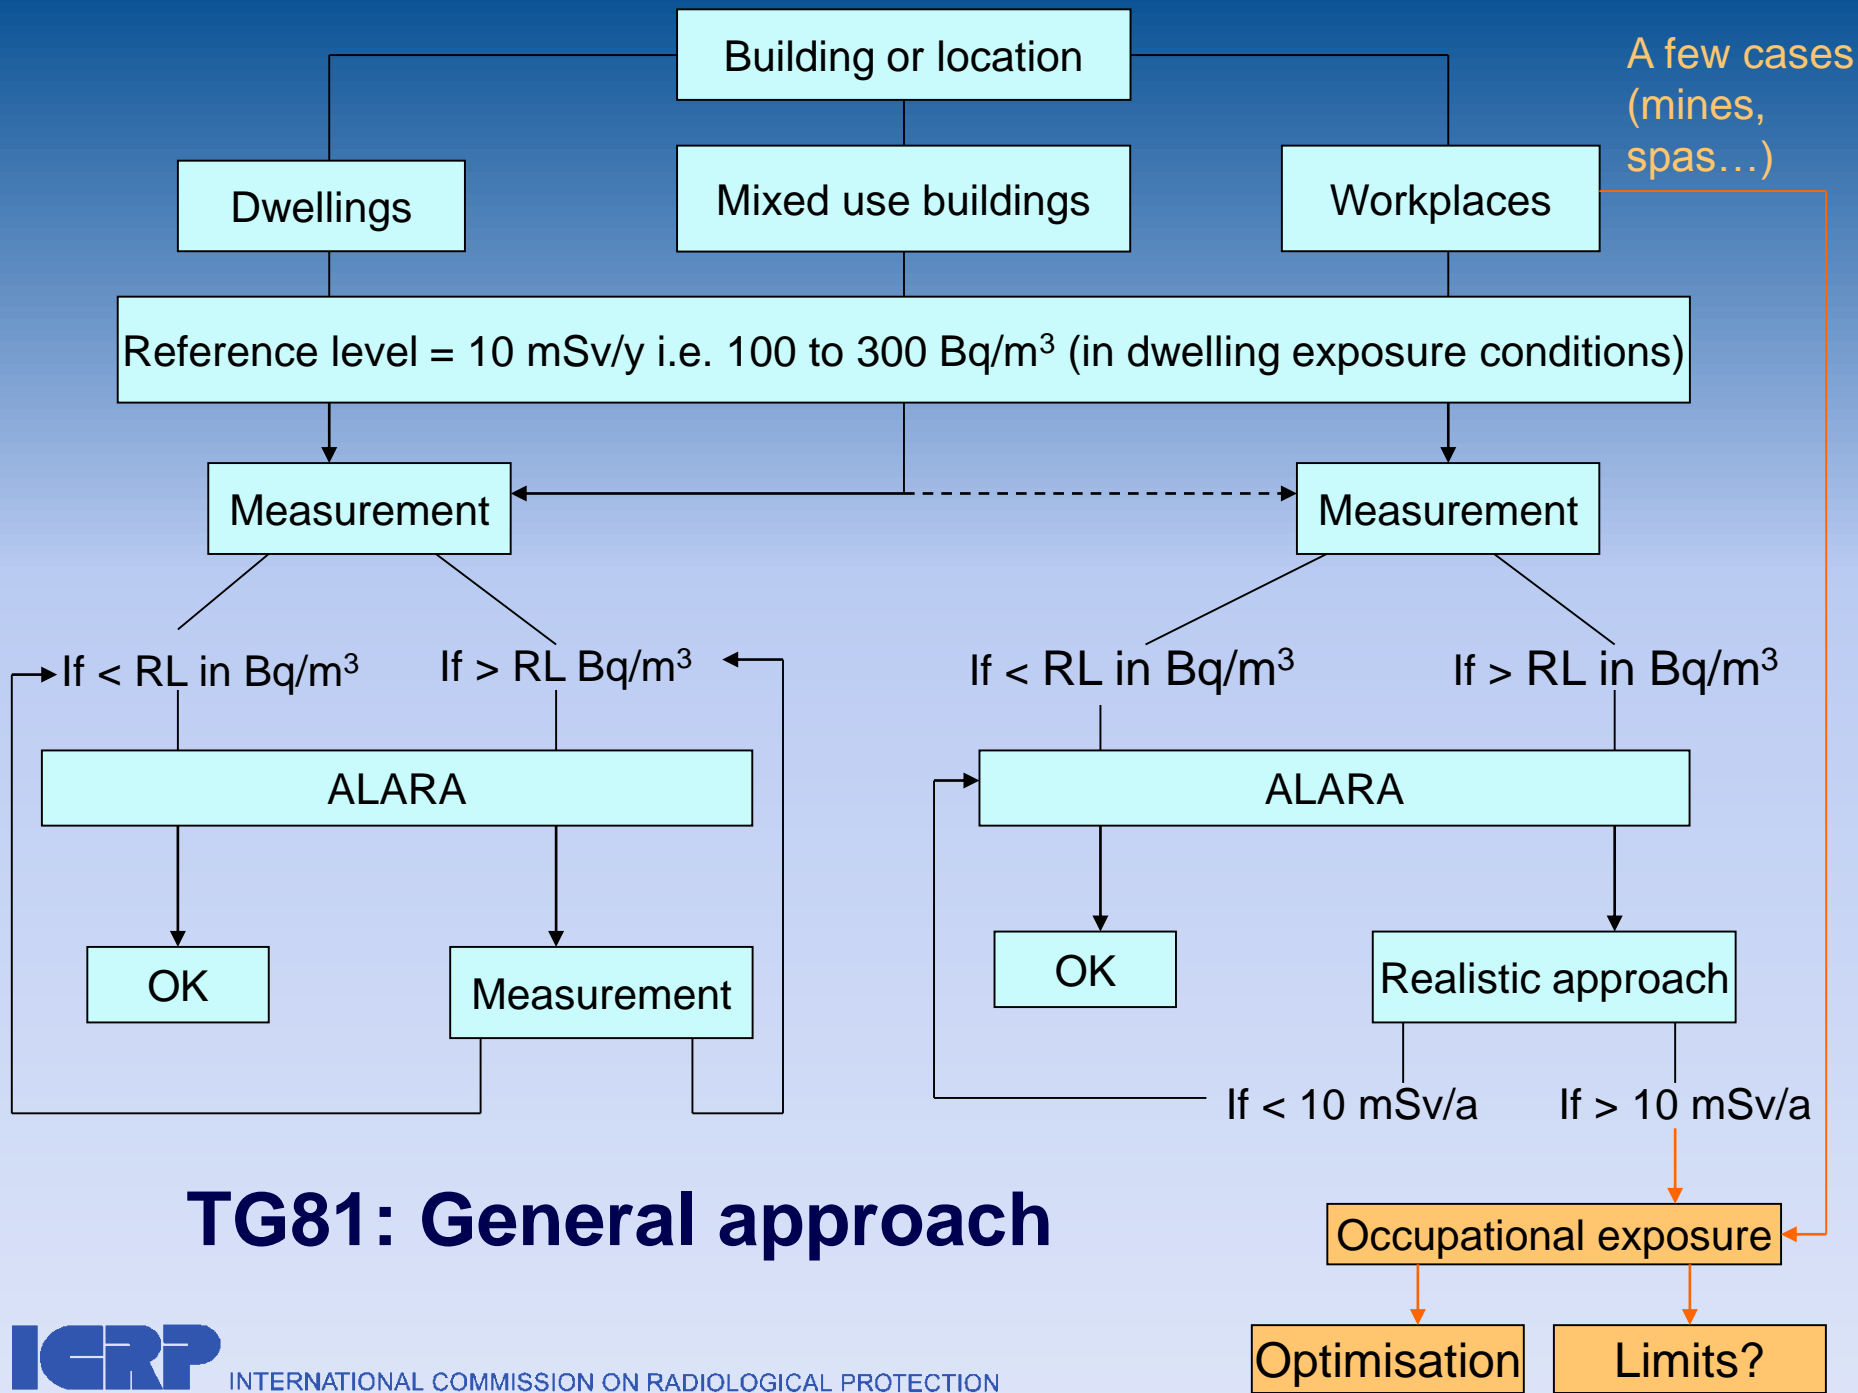 Building or location
A few cases
(mines,
spas…)
Dwellings
Mixed use buildings
Workplaces
Reference level = 10 mSv/y i.e. 100 to 300 Bq/m³ (in dwelling exposure conditions)
Measurement
Measurement
If < RL in Bq/m³
If > RL Bq/m³
If < RL in Bq/m³
If > RL in Bq/m³
ALARA
ALARA
OK
Measurement
OK
Realistic approach
If < 10 mSv/a
If > 10 mSv/a
TG81: General approach
Occupational exposure
Optimisation
Limits?
ICRP
INTERNATIONAL COMMISSION ON RADIOLOGICAL PROTECTION